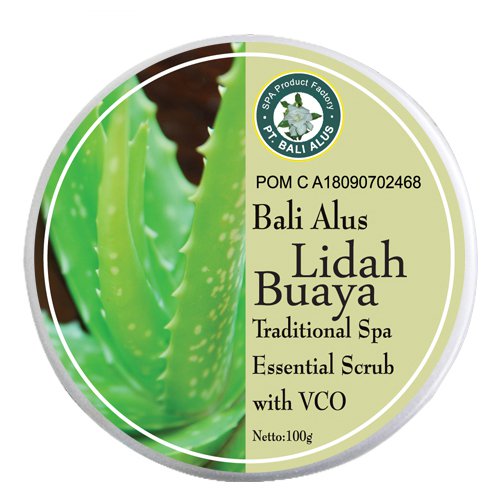 SPA Product Factory
PT. BALI ALUS
POM C A18090702468
Bali Alus
Lidah
Buaya
Traditional Spa
Essential Scrub
with VCO
Netto:100g